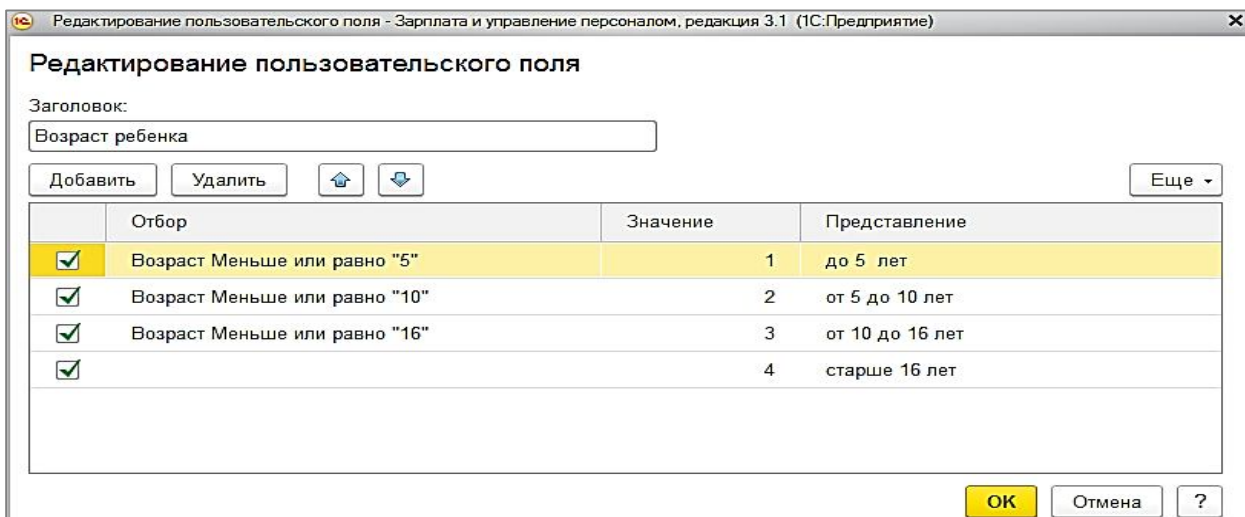 1С Редактирование пользовательского поля - Зарплата и управление персоналом, редакция 3.1 (1С:Предприятие)
Редактирование пользовательского поля
Заголовок:
Возраст ребенка
Добавить Удалить Еще
Отбор Значение Представление
Возраст Меньше или равно "5" 1 до 5 лет
Возраст Меньше или равно "10" 2 от 5 до 10 лет
Возраст Меньше или равно "16" 3 от 10 до 16 лет
4 старше 16 лет
ОК Отмена ?